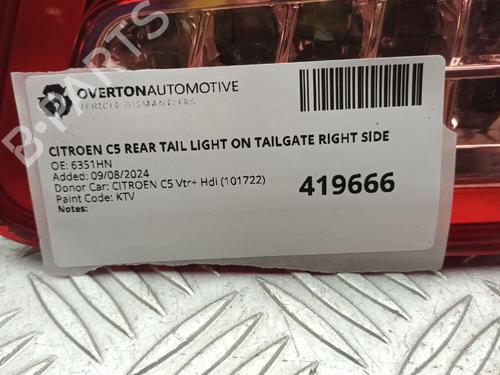 B-PARTS
OVERTONAUTOMOTIVE
VEHICLE DISMANTLERS
CITROEN C5 REAR TAIL LIGHT ON TAILGATE RIGHT SIDE
OE: 6351HN
Added: 09/08/2024
Donor Car: CITROEN C5 Vtr+ Hdi (101722)
Paint Code: KTV
Notes:
419666